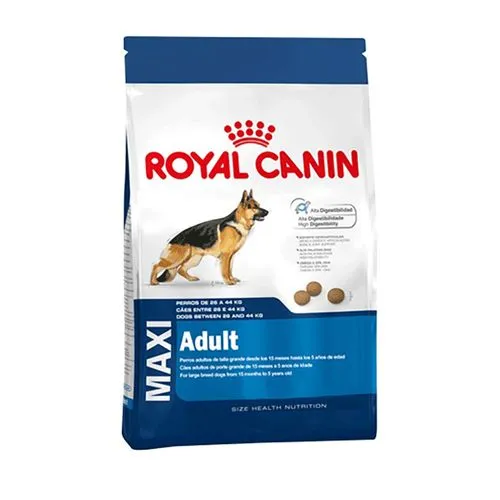 ROYAL CANIN
Alta Digestibilidad
Alta Digestibilidade
High Digestibility
PERROS DE 26 A 44 KG
CÃES ENTRE 26 E 44 KG
DOGS BETWEEN 26 AND 44 KG
MAXI
Adult
Perros adultos de talla grande desde los 15 meses hasta los 5 años de edad
Cães adultos de porte grande de 15 meses a 5 anos de idade
For large breed dogs from 15 months to 5 years old
SIZE HEALTH NUTRITION